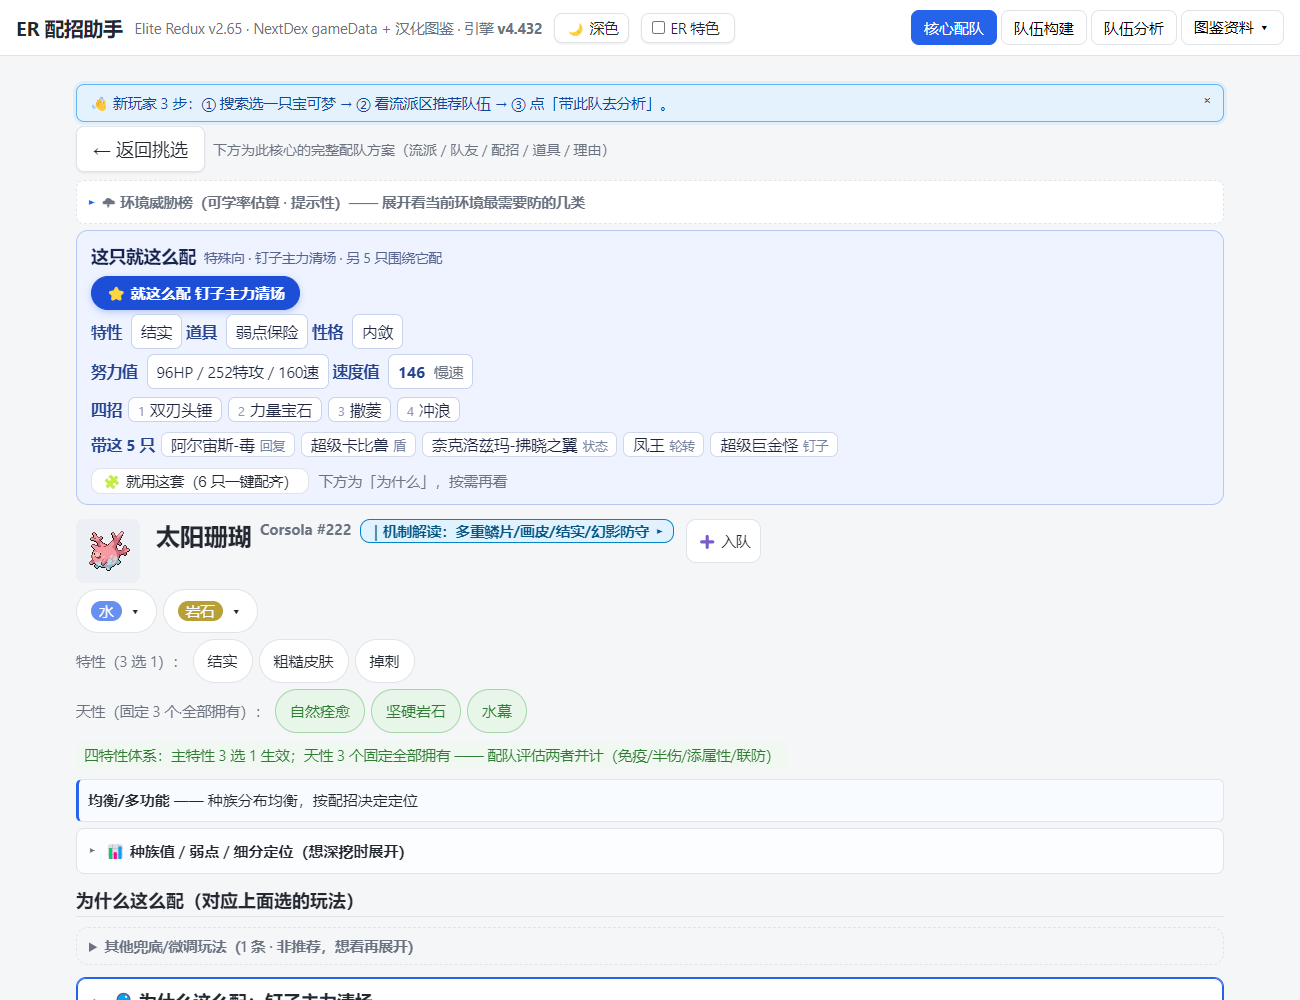 ER 配招助手 Elite Redux v2.65 · NextDex gameData + 汉化图鉴 · 引擎 v4.432 🌙 深色 ER 特色 核心配队 队伍构建 队伍分析 图鉴资料 ▾
👋 新玩家 3 步：① 搜索选一只宝可梦 → ② 看流派区推荐队伍 → ③ 点「带此队去分析」。 ×
← 返回挑选 下方为此核心的完整配队方案（流派 / 队友 / 配招 / 道具 / 理由）
▸ 🌩 环境威胁榜（可学率估算 · 提示性）—— 展开看当前环境最需要防的几类
这只就这么配 特殊向 · 钉子主力清场 · 另 5 只围绕它配
⭐ 就这么配 钉子主力清场
特性 结实 道具 弱点保险 性格 内敛
努力值 96HP / 252特攻 / 160速 速度值 146 慢速
四招 1 双刃头锤 2 力量宝石 3 撒菱 4 冲浪
带这 5 只 阿尔宙斯-毒 回复 超级卡比兽 盾 奈克洛兹玛-拂晓之翼 状态 凤王 轮转 超级巨金怪 钉子
🧩 就用这套（6 只一键配齐） 下方为「为什么」，按需再看
太阳珊瑚 Corsola #222 | 机制解读：多重鳞片/画皮/结实/幻影防守 ▸ ➕ 入队
水 ▾ 岩石 ▾
特性（3 选 1）： 结实 粗糙皮肤 掉刺
天性（固定 3 个·全部拥有）： 自然痊愈 坚硬岩石 水幕
四特性体系：主特性 3 选 1 生效；天性 3 个固定全部拥有 —— 配队评估两者并计（免疫/半伤/添属性/联防）
均衡/多功能 —— 种族分布均衡，按配招决定定位
▸ 📊 种族值 / 弱点 / 细分定位（想深挖时展开）
为什么这么配（对应上面选的玩法）
▶ 其他兜底/微调玩法（1 条 · 非推荐，想看再展开）
为什么这么配：钉子主力清场